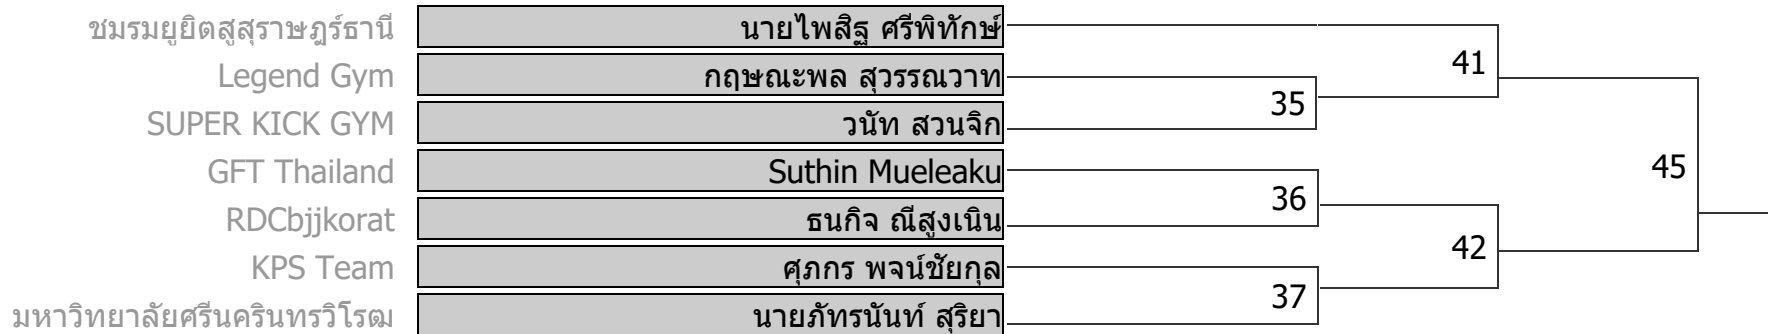 ชมรมยูยิตสูสุราษฎร์ธานี นายไพสิฐ ศรีพิทักษ์
41
Legend Gym กฤษณะพล สุวรรณวาท
35
SUPER KICK GYM วนัท สวนจิก
45
GFT Thailand Suthin Mueleaku
36
RDCbjjkorat ธนกิจ ณีสูงเนิน
42
KPS Team ศุภกร พจน์ชัยกุล
37
มหาวิทยาลัยศรีนครินทรวิโรฒ นายภัทรนันท์ สุริยา